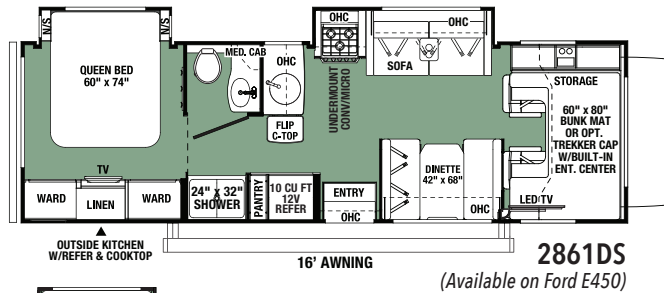 N/S
QUEEN BED
60" x 74"
N/S
MED. CAB
OHC
FLIP
C-TOP
OHC
UNDERMOUNT
CONV/MICRO
OHC
SOFA
STORAGE
60" x 80"
BUNK MAT
OR OPT.
TREKKER CAP
W/BUILT-IN
ENT. CENTER
LED TV
DINETTE
42" x 68"
OHC
TV
WARD
LINEN
WARD
24" x 32"
SHOWER
PANTRY
10 CU FT
12V
REFER
ENTRY
OHC
OUTSIDE KITCHEN
W/REFER & COOKTOP
16' AWNING
2861DS
(Available on Ford E450)